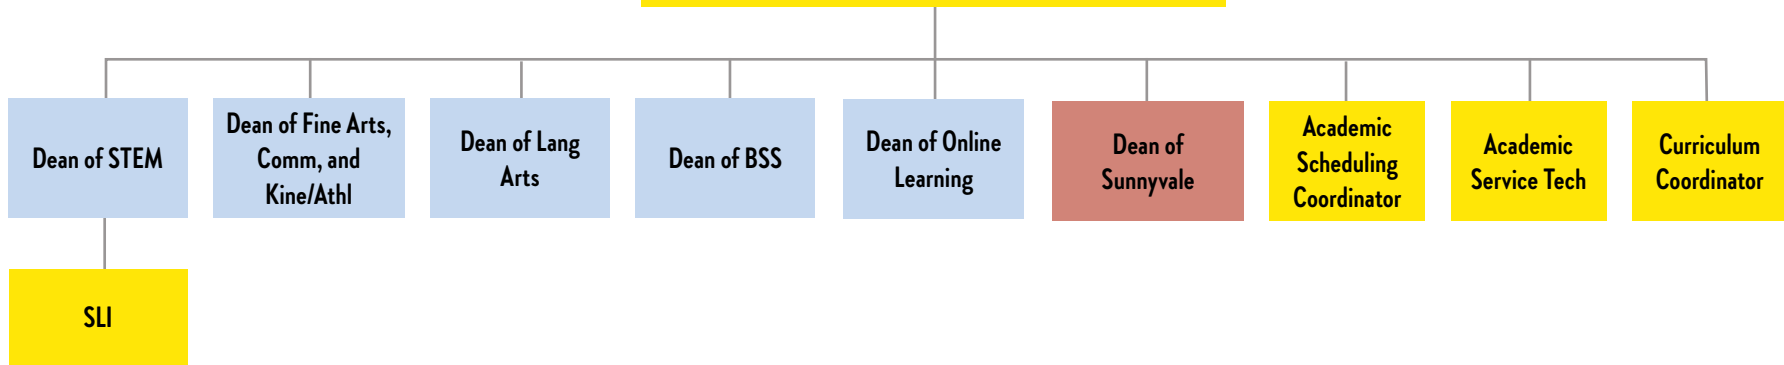 Dean of STEM
Dean of Fine Arts,
Comm, and
Kine/Athl
Dean of Lang
Arts
Dean of BSS
Dean of Online
Learning
Dean of
Sunnyvale
Academic
Scheduling
Coordinator
Academic
Service Tech
Curriculum
Coordinator
SLI